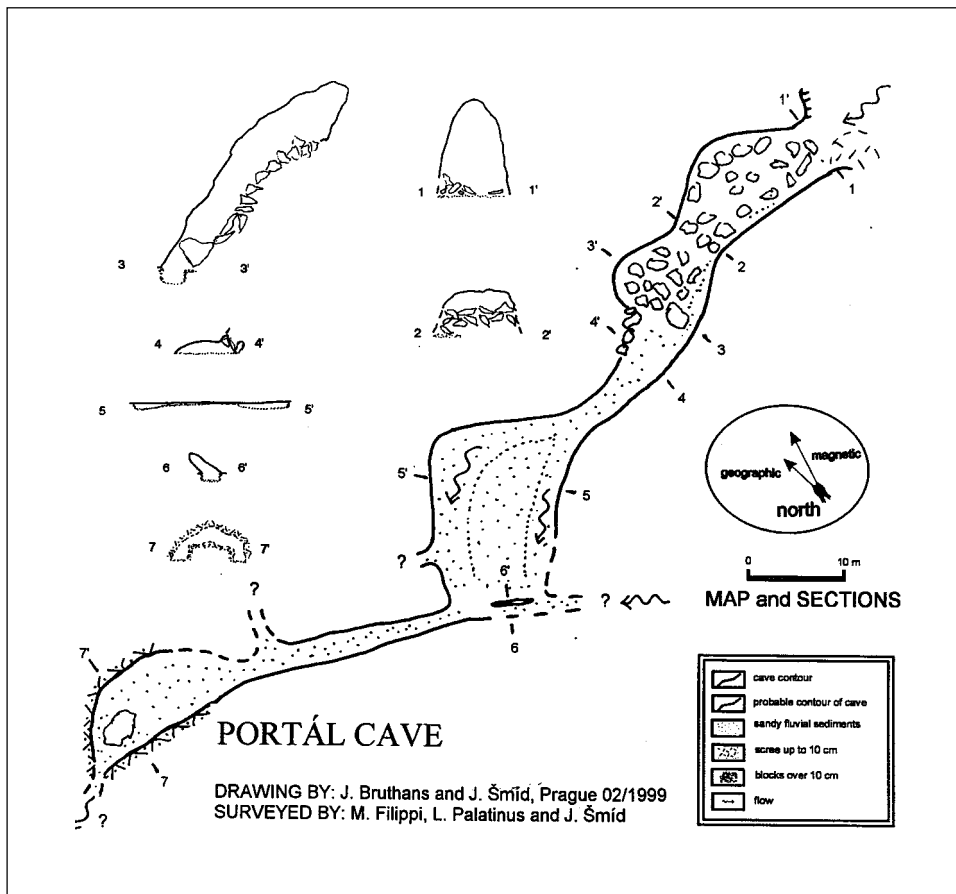 1'
1
2'
2
3'
3
4'
4
5'
5
6'
6
7'
7
3 3'
1 1'
2 2'
4 4'
5 5'
6 6'
7 7'
?
?
?
?
geographic
magnetic
north
0 10 m
MAP and SECTIONS
cave contour
probable contour of cave
sandy fluvial sediments
scree up to 10 cm
blocks over 10 cm
flow
PORTÁL CAVE
DRAWING BY: J. Bruthans and J. Šmíd, Prague 02/1999
SURVEYED BY: M. Filippi, L. Palatinus and J. Šmíd